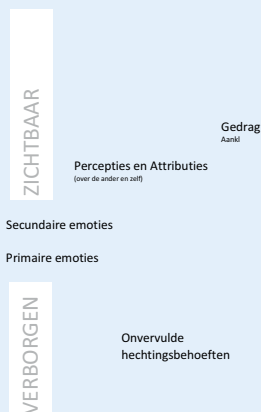 ZICHTBAAR
Gedrag
Aankl
Percepties en Attributies
(over de ander en zelf)
Secundaire emoties
Primaire emoties
VERBORGEN
Onvervulde
hechtingsbehoeften